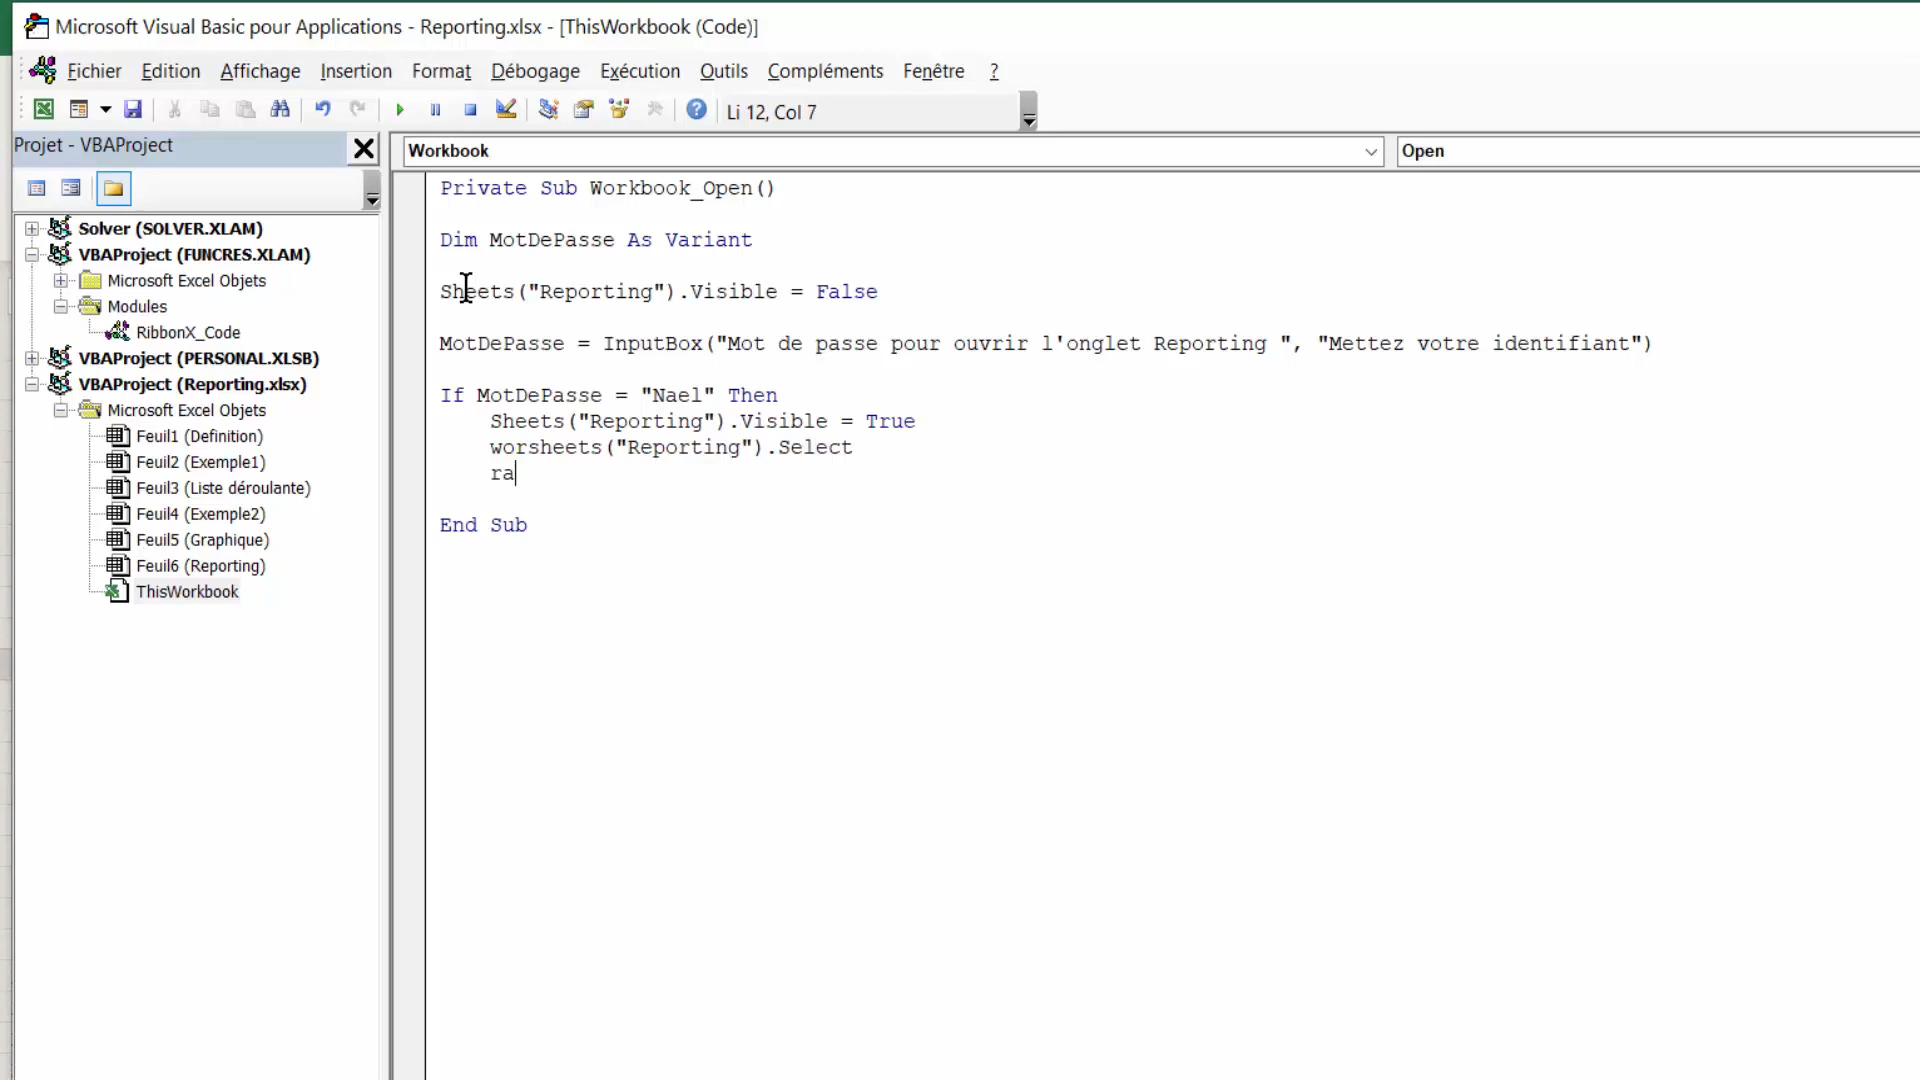 Microsoft Visual Basic pour Applications - Reporting.xlsx - [ThisWorkbook (Code)]
Fichier Edition Affichage Insertion Format Débogage Exécution Outils Compléments Fenêtre ?
Li 12, Col 7
Projet - VBAProject
Workbook
Open
Solver (SOLVER.XLAM)
VBAProject (FUNCRES.XLAM)
Microsoft Excel Objets
Modules
RibbonX_Code
VBAProject (PERSONAL.XLSB)
VBAProject (Reporting.xlsx)
Microsoft Excel Objets
Feuil1 (Definition)
Feuil2 (Exemple1)
Feuil3 (Liste déroulante)
Feuil4 (Exemple2)
Feuil5 (Graphique)
Feuil6 (Reporting)
ThisWorkbook
Private Sub Workbook_Open()
Dim MotDePasse As Variant
Sheets("Reporting").Visible = False
MotDePasse = InputBox("Mot de passe pour ouvrir l'onglet Reporting ", "Mettez votre identifiant")
If MotDePasse = "Nael" Then
Sheets("Reporting").Visible = True
worsheets("Reporting").Select
ra
End Sub